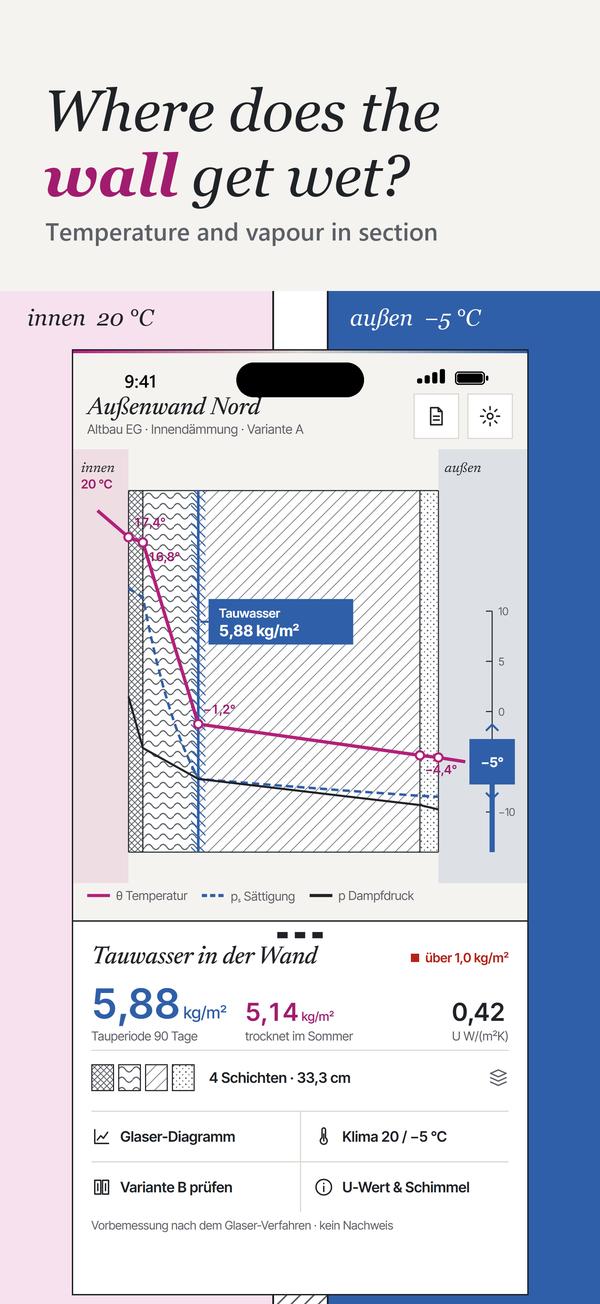 Where does the
wall get wet?
Temperature and vapour in section
innen 20 °C
außen −5 °C
9:41
Außenwand Nord
Altbau EG · Innendämmung · Variante A
innen
20 °C
außen
17,4°
16,8°
Tauwasser
5,88 kg/m²
10
5
0
−1,2°
−5°
−4,4°
−10
θ Temperatur
pₛ Sättigung
p Dampfdruck
Tauwasser in der Wand
über 1,0 kg/m²
5,88 kg/m²
5,14 kg/m²
0,42
Tauperiode 90 Tage
trocknet im Sommer
U W/(m²K)
4 Schichten · 33,3 cm
Glaser-Diagramm
Klima 20 / −5 °C
Variante B prüfen
U-Wert & Schimmel
Vorbemessung nach dem Glaser-Verfahren · kein Nachweis